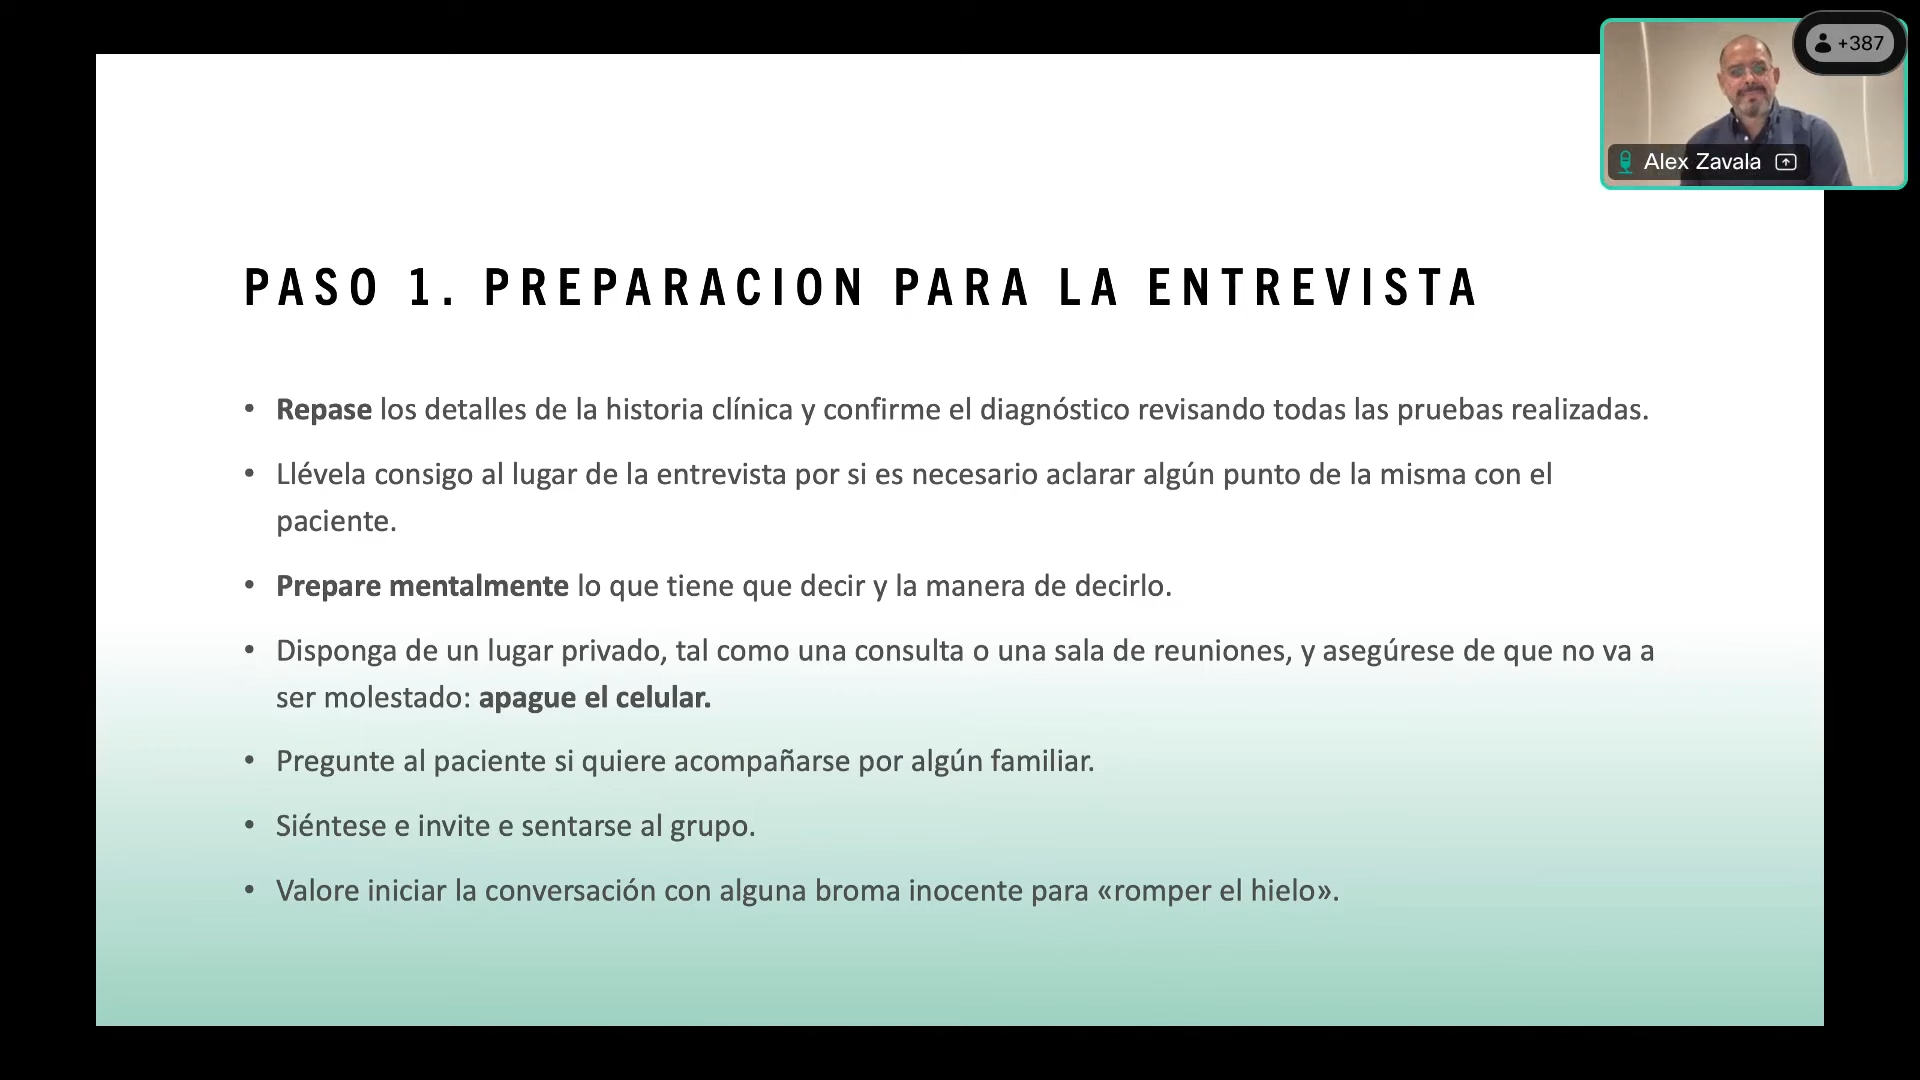 +387
Alex Zavala
PASO 1. PREPARACION PARA LA ENTREVISTA
• Repase los detalles de la historia clínica y confirme el diagnóstico revisando todas las pruebas realizadas.
• Llévela consigo al lugar de la entrevista por si es necesario aclarar algún punto de la misma con el
paciente.
• Prepare mentalmente lo que tiene que decir y la manera de decirlo.
• Disponga de un lugar privado, tal como una consulta o una sala de reuniones, y asegúrese de que no va a
ser molestado: apague el celular.
• Pregunte al paciente si quiere acompañarse por algún familiar.
• Siéntese e invite e sentarse al grupo.
• Valore iniciar la conversación con alguna broma inocente para «romper el hielo».